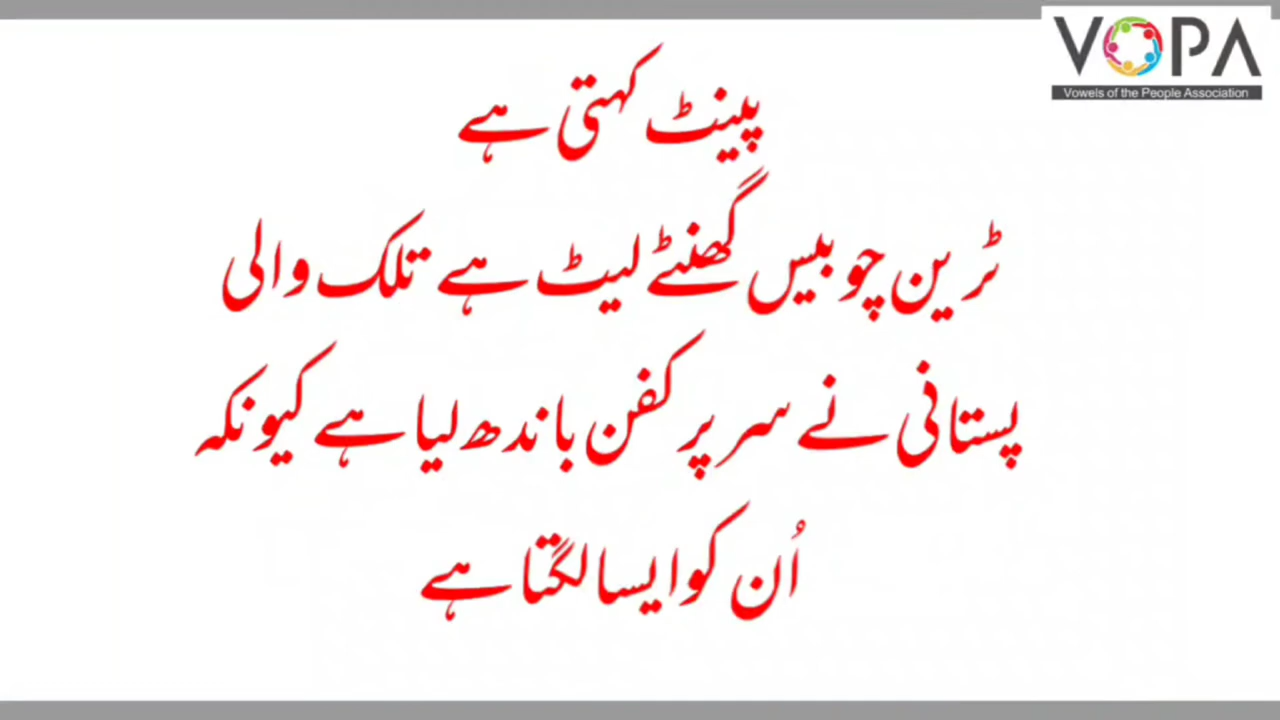 VOPA
Vowels of the People Association
پینٹ کہتی ہے
ٹرین چوبیس گھنٹے لیٹ ہے تلک والی
پستانی نے سر پر کفن باندھ لیا ہے کیونکہ
اُن کو ایسا لگتا ہے